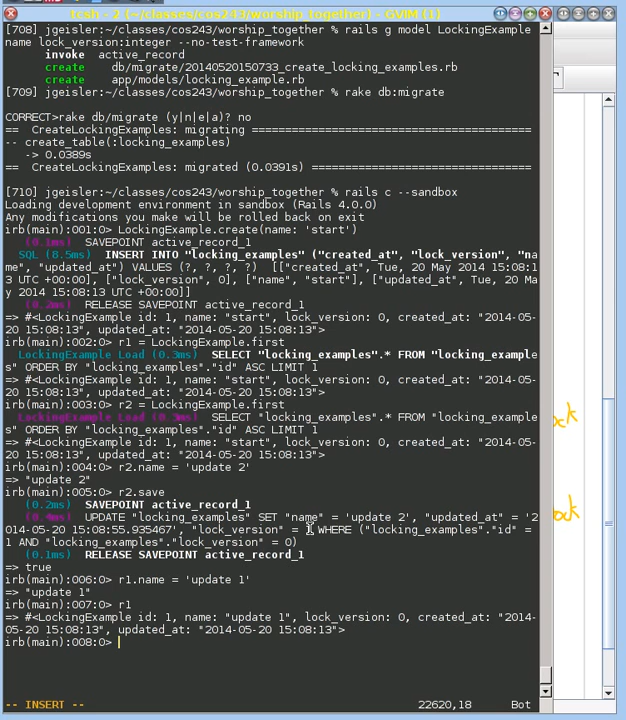 tcsh - 2 (~/classes/cos243/worship_together) - GVIM (1)
[708] jgeisler:~/classes/cos243/worship_together % rails g model LockingExample
name lock_version:integer --no-test-framework
invoke active_record
create db/migrate/20140520150733_create_locking_examples.rb
create app/models/locking_example.rb
[709] jgeisler:~/classes/cos243/worship_together % rake db:migrate
CORRECT>rake db/migrate (y|n|e|a)? no
== CreateLockingExamples: migrating ==========================================
-- create_table(:locking_examples)
-> 0.0389s
== CreateLockingExamples: migrated (0.0391s) =================================
[710] jgeisler:~/classes/cos243/worship_together % rails c --sandbox
Loading development environment in sandbox (Rails 4.0.0)
Any modifications you make will be rolled back on exit
irb(main):001:0> LockingExample.create(name: 'start')
(0.1ms) SAVEPOINT active_record_1
SQL (8.5ms) INSERT INTO "locking_examples" ("created_at", "lock_version", "na
me", "updated_at") VALUES (?, ?, ?, ?) [["created_at", Tue, 20 May 2014 15:08:1
3 UTC +00:00], ["lock_version", 0], ["name", "start"], ["updated_at", Tue, 20 Ma
y 2014 15:08:13 UTC +00:00]]
(0.2ms) RELEASE SAVEPOINT active_record_1
=> #<LockingExample id: 1, name: "start", lock_version: 0, created_at: "2014-05-
20 15:08:13", updated_at: "2014-05-20 15:08:13">
irb(main):002:0> r1 = LockingExample.first
LockingExample Load (0.3ms) SELECT "locking_examples".* FROM "locking_example
s" ORDER BY "locking_examples"."id" ASC LIMIT 1
=> #<LockingExample id: 1, name: "start", lock_version: 0, created_at: "2014-05-
20 15:08:13", updated_at: "2014-05-20 15:08:13">
irb(main):003:0> r2 = LockingExample.first
LockingExample Load (0.3ms) SELECT "locking_examples".* FROM "locking_example
s" ORDER BY "locking_examples"."id" ASC LIMIT 1
=> #<LockingExample id: 1, name: "start", lock_version: 0, created_at: "2014-05-
20 15:08:13", updated_at: "2014-05-20 15:08:13">
irb(main):004:0> r2.name = 'update 2'
=> "update 2"
irb(main):005:0> r2.save
(0.2ms) SAVEPOINT active_record_1
(0.4ms) UPDATE "locking_examples" SET "name" = 'update 2', "updated_at" = '2
014-05-20 15:08:55.935467', "lock_version" = 1 WHERE ("locking_examples"."id" =
1 AND "locking_examples"."lock_version" = 0)
(0.1ms) RELEASE SAVEPOINT active_record_1
=> true
irb(main):006:0> r1.name = 'update 1'
=> "update 1"
irb(main):007:0> r1
=> #<LockingExample id: 1, name: "update 1", lock_version: 0, created_at: "2014-
05-20 15:08:13", updated_at: "2014-05-20 15:08:13">
irb(main):008:0>
-- INSERT --
22620,18
Bot